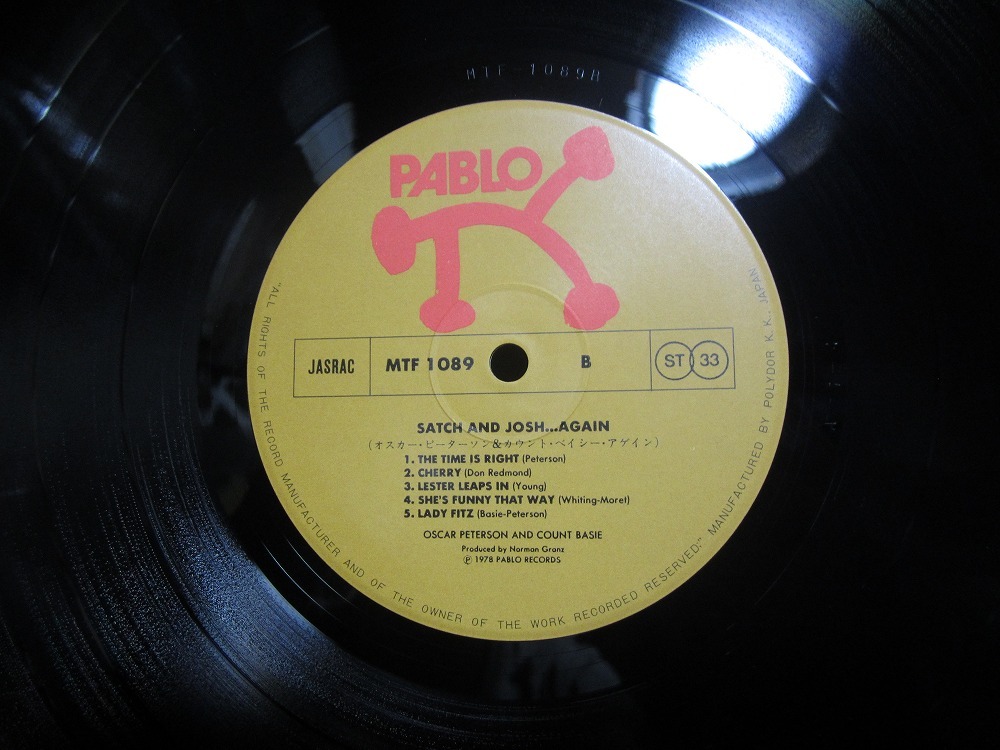 MTF-1089B
PABLO
JASRAC
MTF 1089
B
ST 33
SATCH AND JOSH...AGAIN
(オスカー・ピーターソン&カウント・ベイシー・アゲイン)
1. THE TIME IS RIGHT (Peterson)
2. CHERRY (Don Redmond)
3. LESTER LEAPS IN (Young)
4. SHE'S FUNNY THAT WAY (Whiting-Moret)
5. LADY FITZ (Basie-Peterson)
OSCAR PETERSON AND COUNT BASIE
Produced by Norman Granz
℗ 1978 PABLO RECORDS
"ALL RIGHTS OF THE RECORD MANUFACTURER AND OF THE OWNER OF THE WORK RECORDED RESERVED." MANUFACTURED BY POLYDOR K.K., JAPAN